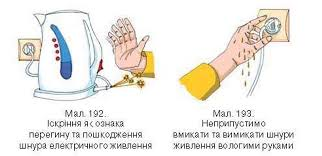 Мал. 192.
Іскріння як ознака
перегину та пошкодження
шнура електричного живлення
Мал. 193.
Неприпустимо
вмикати та вимикати шнури
живлення вологими руками